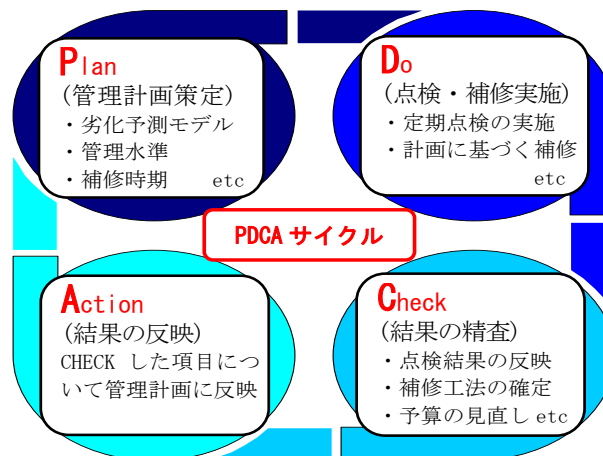 Plan
(管理計画策定)
・劣化予測モデル
・管理水準
・補修時期 etc
Do
(点検・補修実施)
・定期点検の実施
・計画に基づく補修
etc
PDCA サイクル
Action
(結果の反映)
CHECK した項目につ
いて管理計画に反映
Check
(結果の精査)
・点検結果の反映
・補修工法の確定
・予算の見直し etc